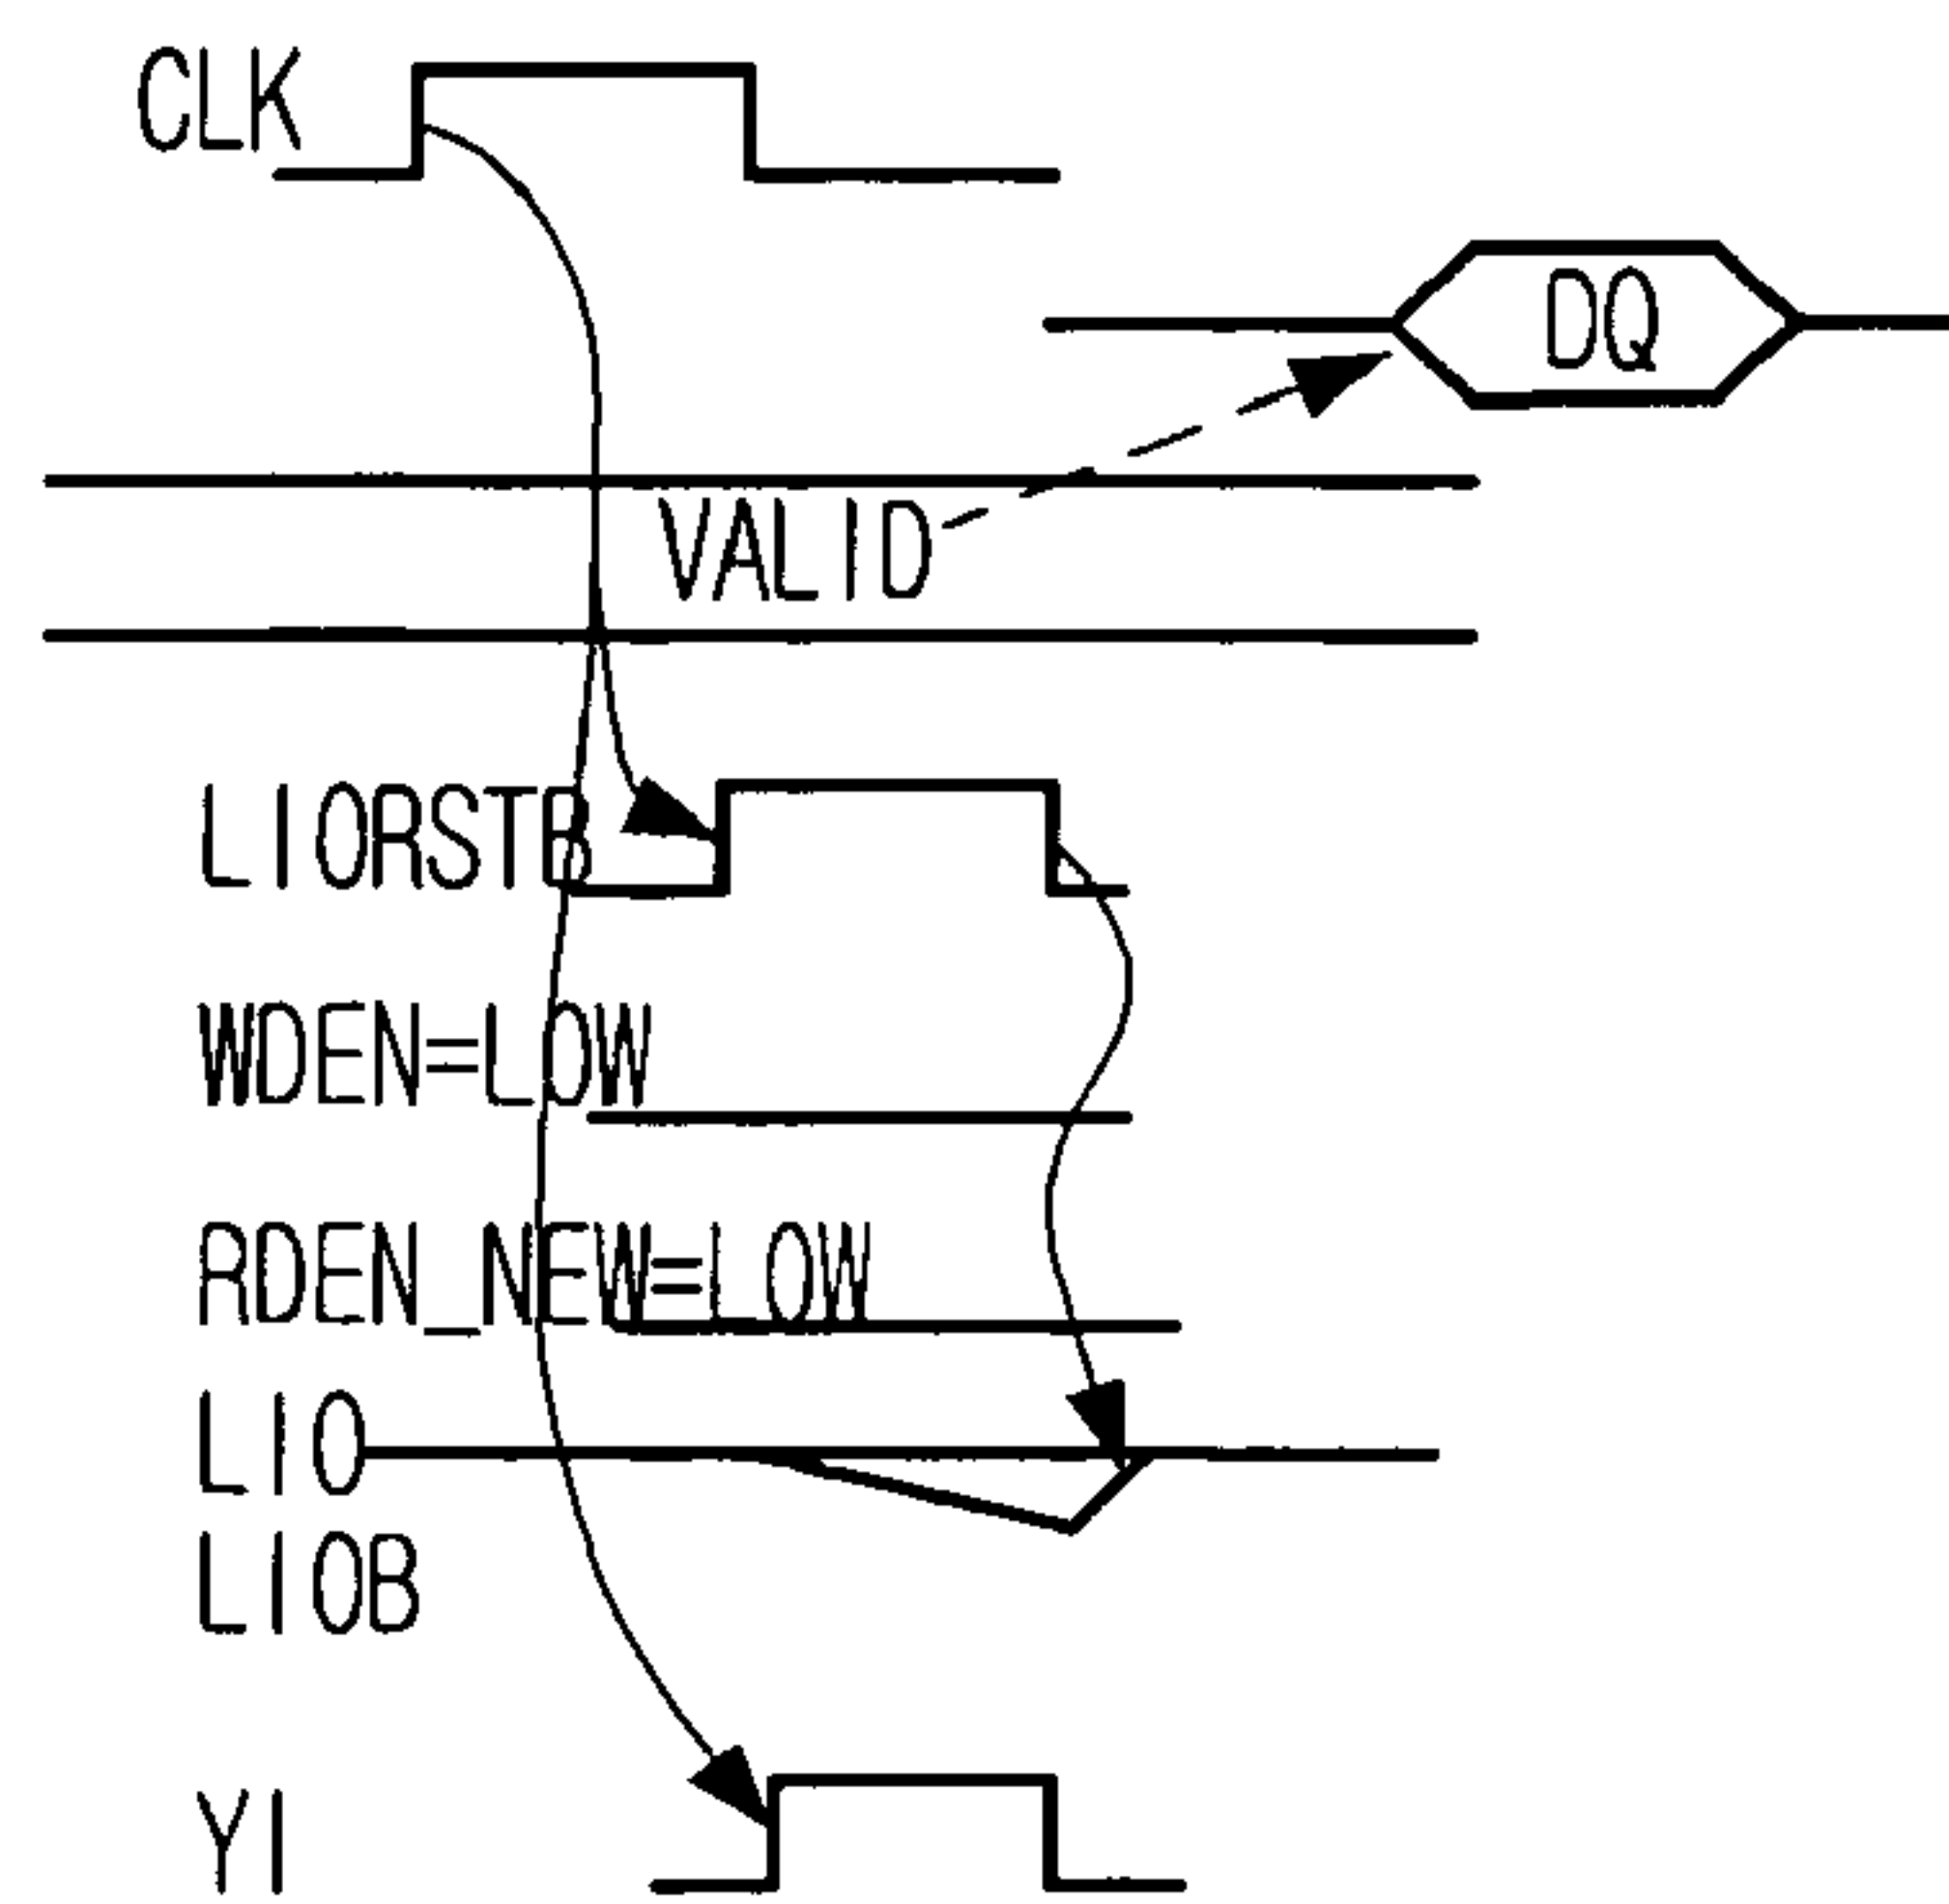 CLK
DQ
VALID
LIORSTB
WDEN=LOW
RDEN_NEW=LOW
LIO
LIOB
YI